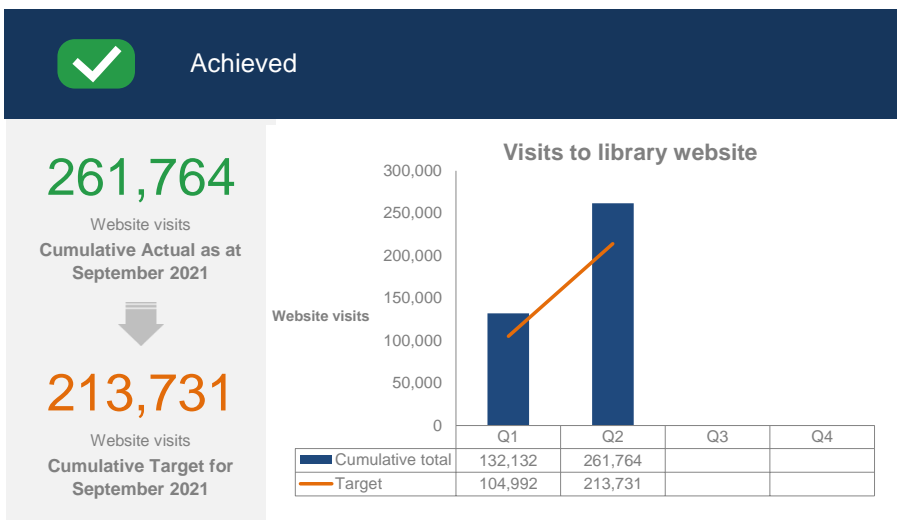 Achieved
261,764
Website visits
Cumulative Actual as at
September 2021
213,731
Website visits
Cumulative Target for
September 2021
Visits to library website
300,000
250,000
200,000
150,000
100,000
50,000
0
Website visits
Q1 Q2 Q3 Q4
Cumulative total 132,132 261,764
Target 104,992 213,731